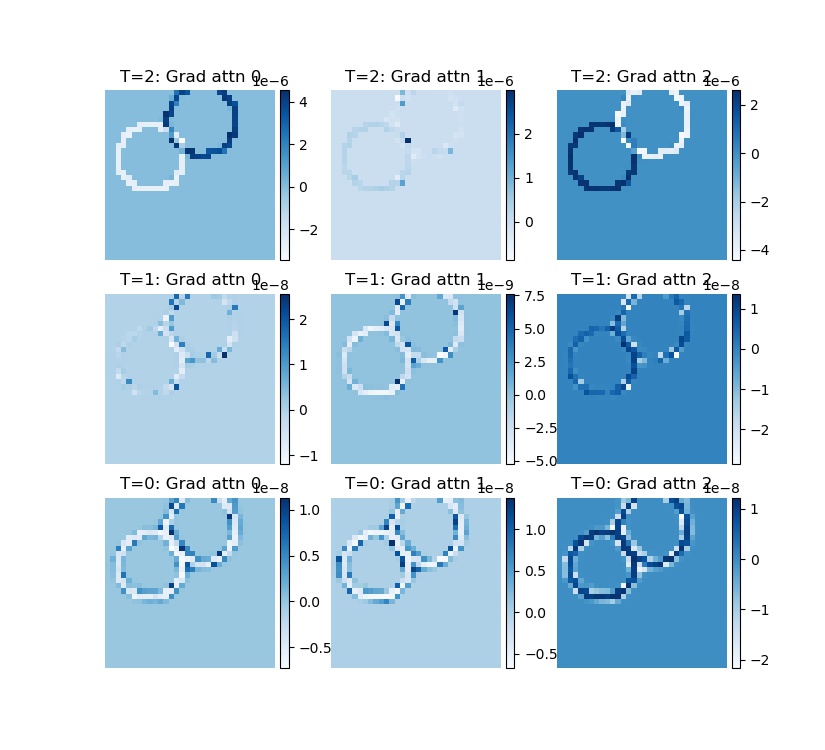 T=2: Grad attn 0
1e−6
4
2
0
−2
T=2: Grad attn 1
1e−6
2
1
0
T=2: Grad attn 2
1e−6
2
0
−2
−4
T=1: Grad attn 0
1e−8
2
1
0
−1
T=1: Grad attn 1
1e−9
7.5
5.0
2.5
0.0
−2.5
−5.0
T=1: Grad attn 2
1e−8
1
0
−1
−2
T=0: Grad attn 0
1e−8
1.0
0.5
0.0
−0.5
T=0: Grad attn 1
1e−8
1.0
0.5
0.0
−0.5
T=0: Grad attn 2
1e−8
1
0
−1
−2